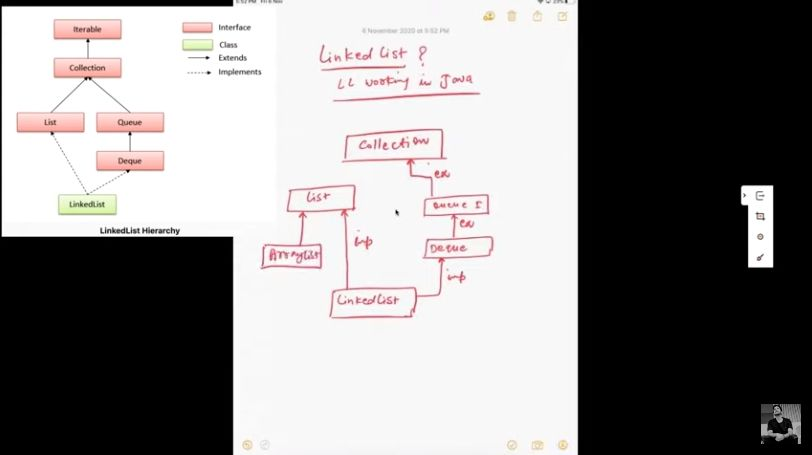 Iterable
Collection
List
Queue
Deque
LinkedList
LinkedList Hierarchy
Interface
Class
Extends
Implements
6 November 2020 at 5:52 PM
Linked List ?
LL working in Java
Collection
ex
List
Queue I
ex
imp
ArrayList
Deque
imp
LinkedList